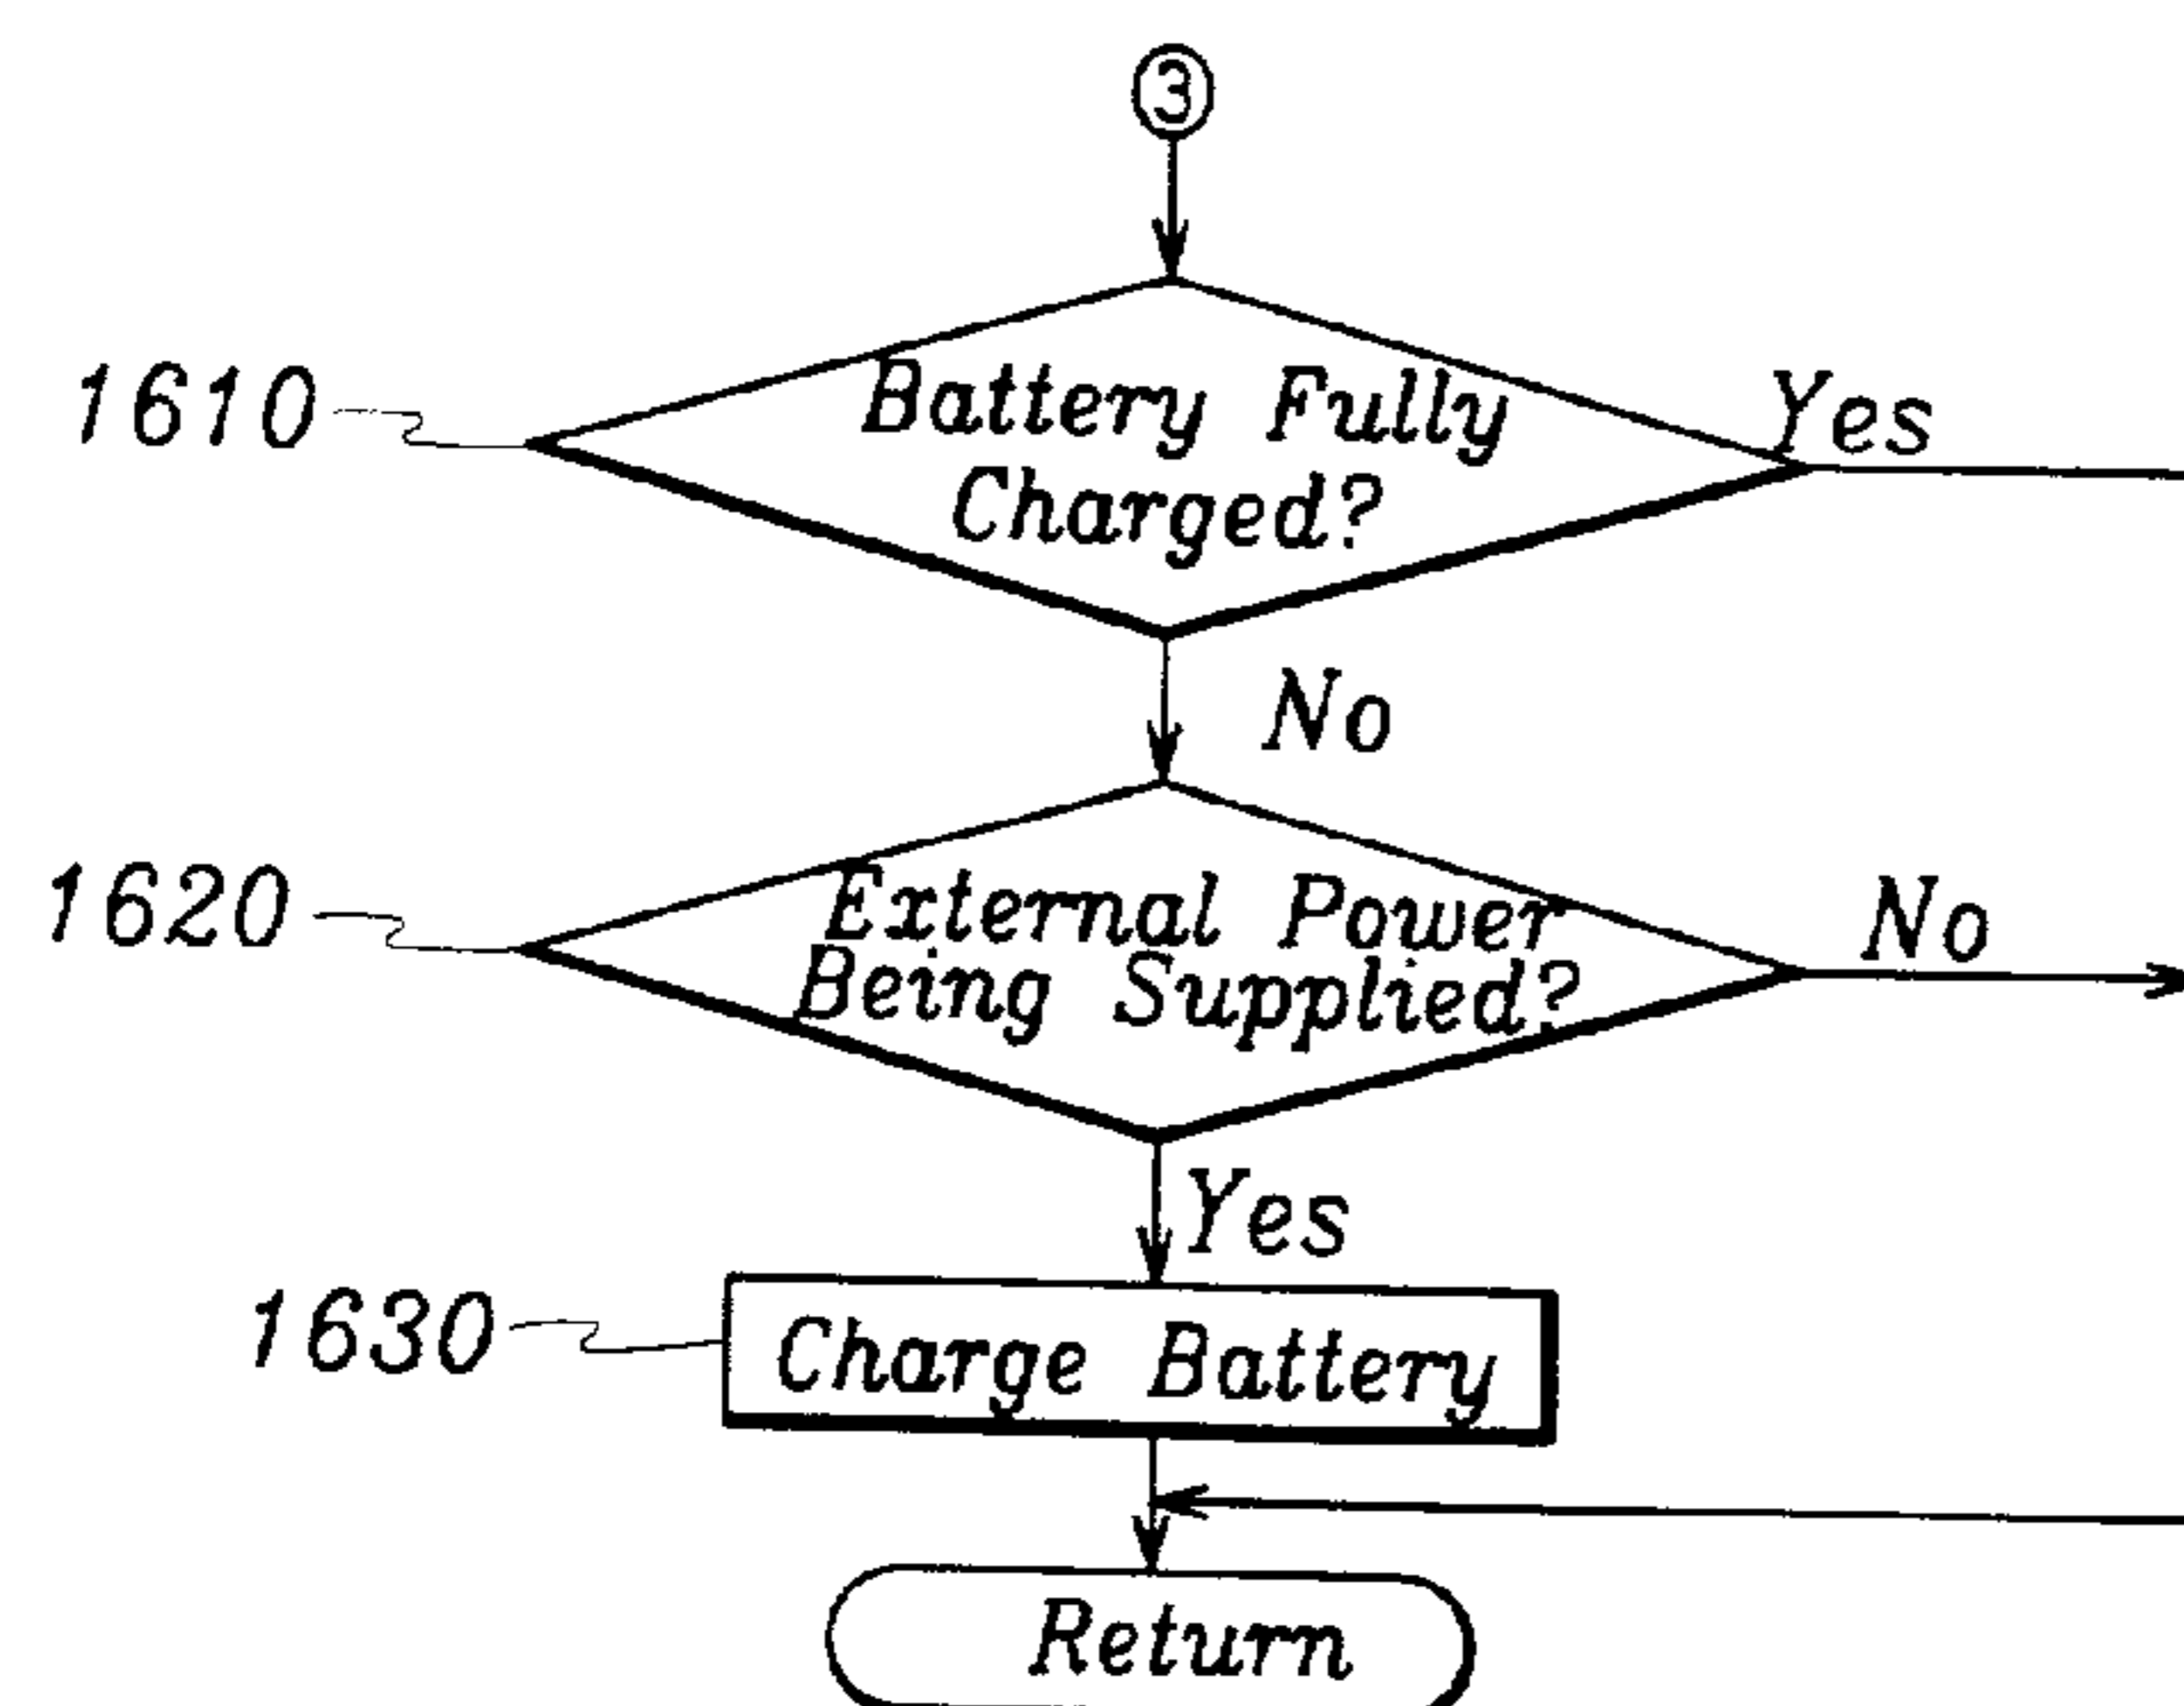 3
1610
Battery Fully
Charged?
Yes
No
1620
External Power
Being Supplied?
No
Yes
1630
Charge Battery
Return